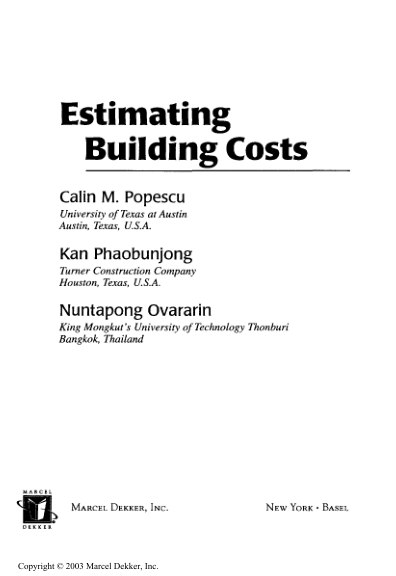 Estimating
Building Costs
Calin M. Popescu
University of Texas at Austin
Austin, Texas, U.S.A.
Kan Phaobunjong
Turner Construction Company
Houston, Texas, U.S.A.
Nuntapong Ovararin
King Mongkut's University of Technology Thonburi
Bangkok, Thailand
MARCEL
DEKKER
MARCEL DEKKER, INC.
NEW YORK • BASEL
Copyright © 2003 Marcel Dekker, Inc.